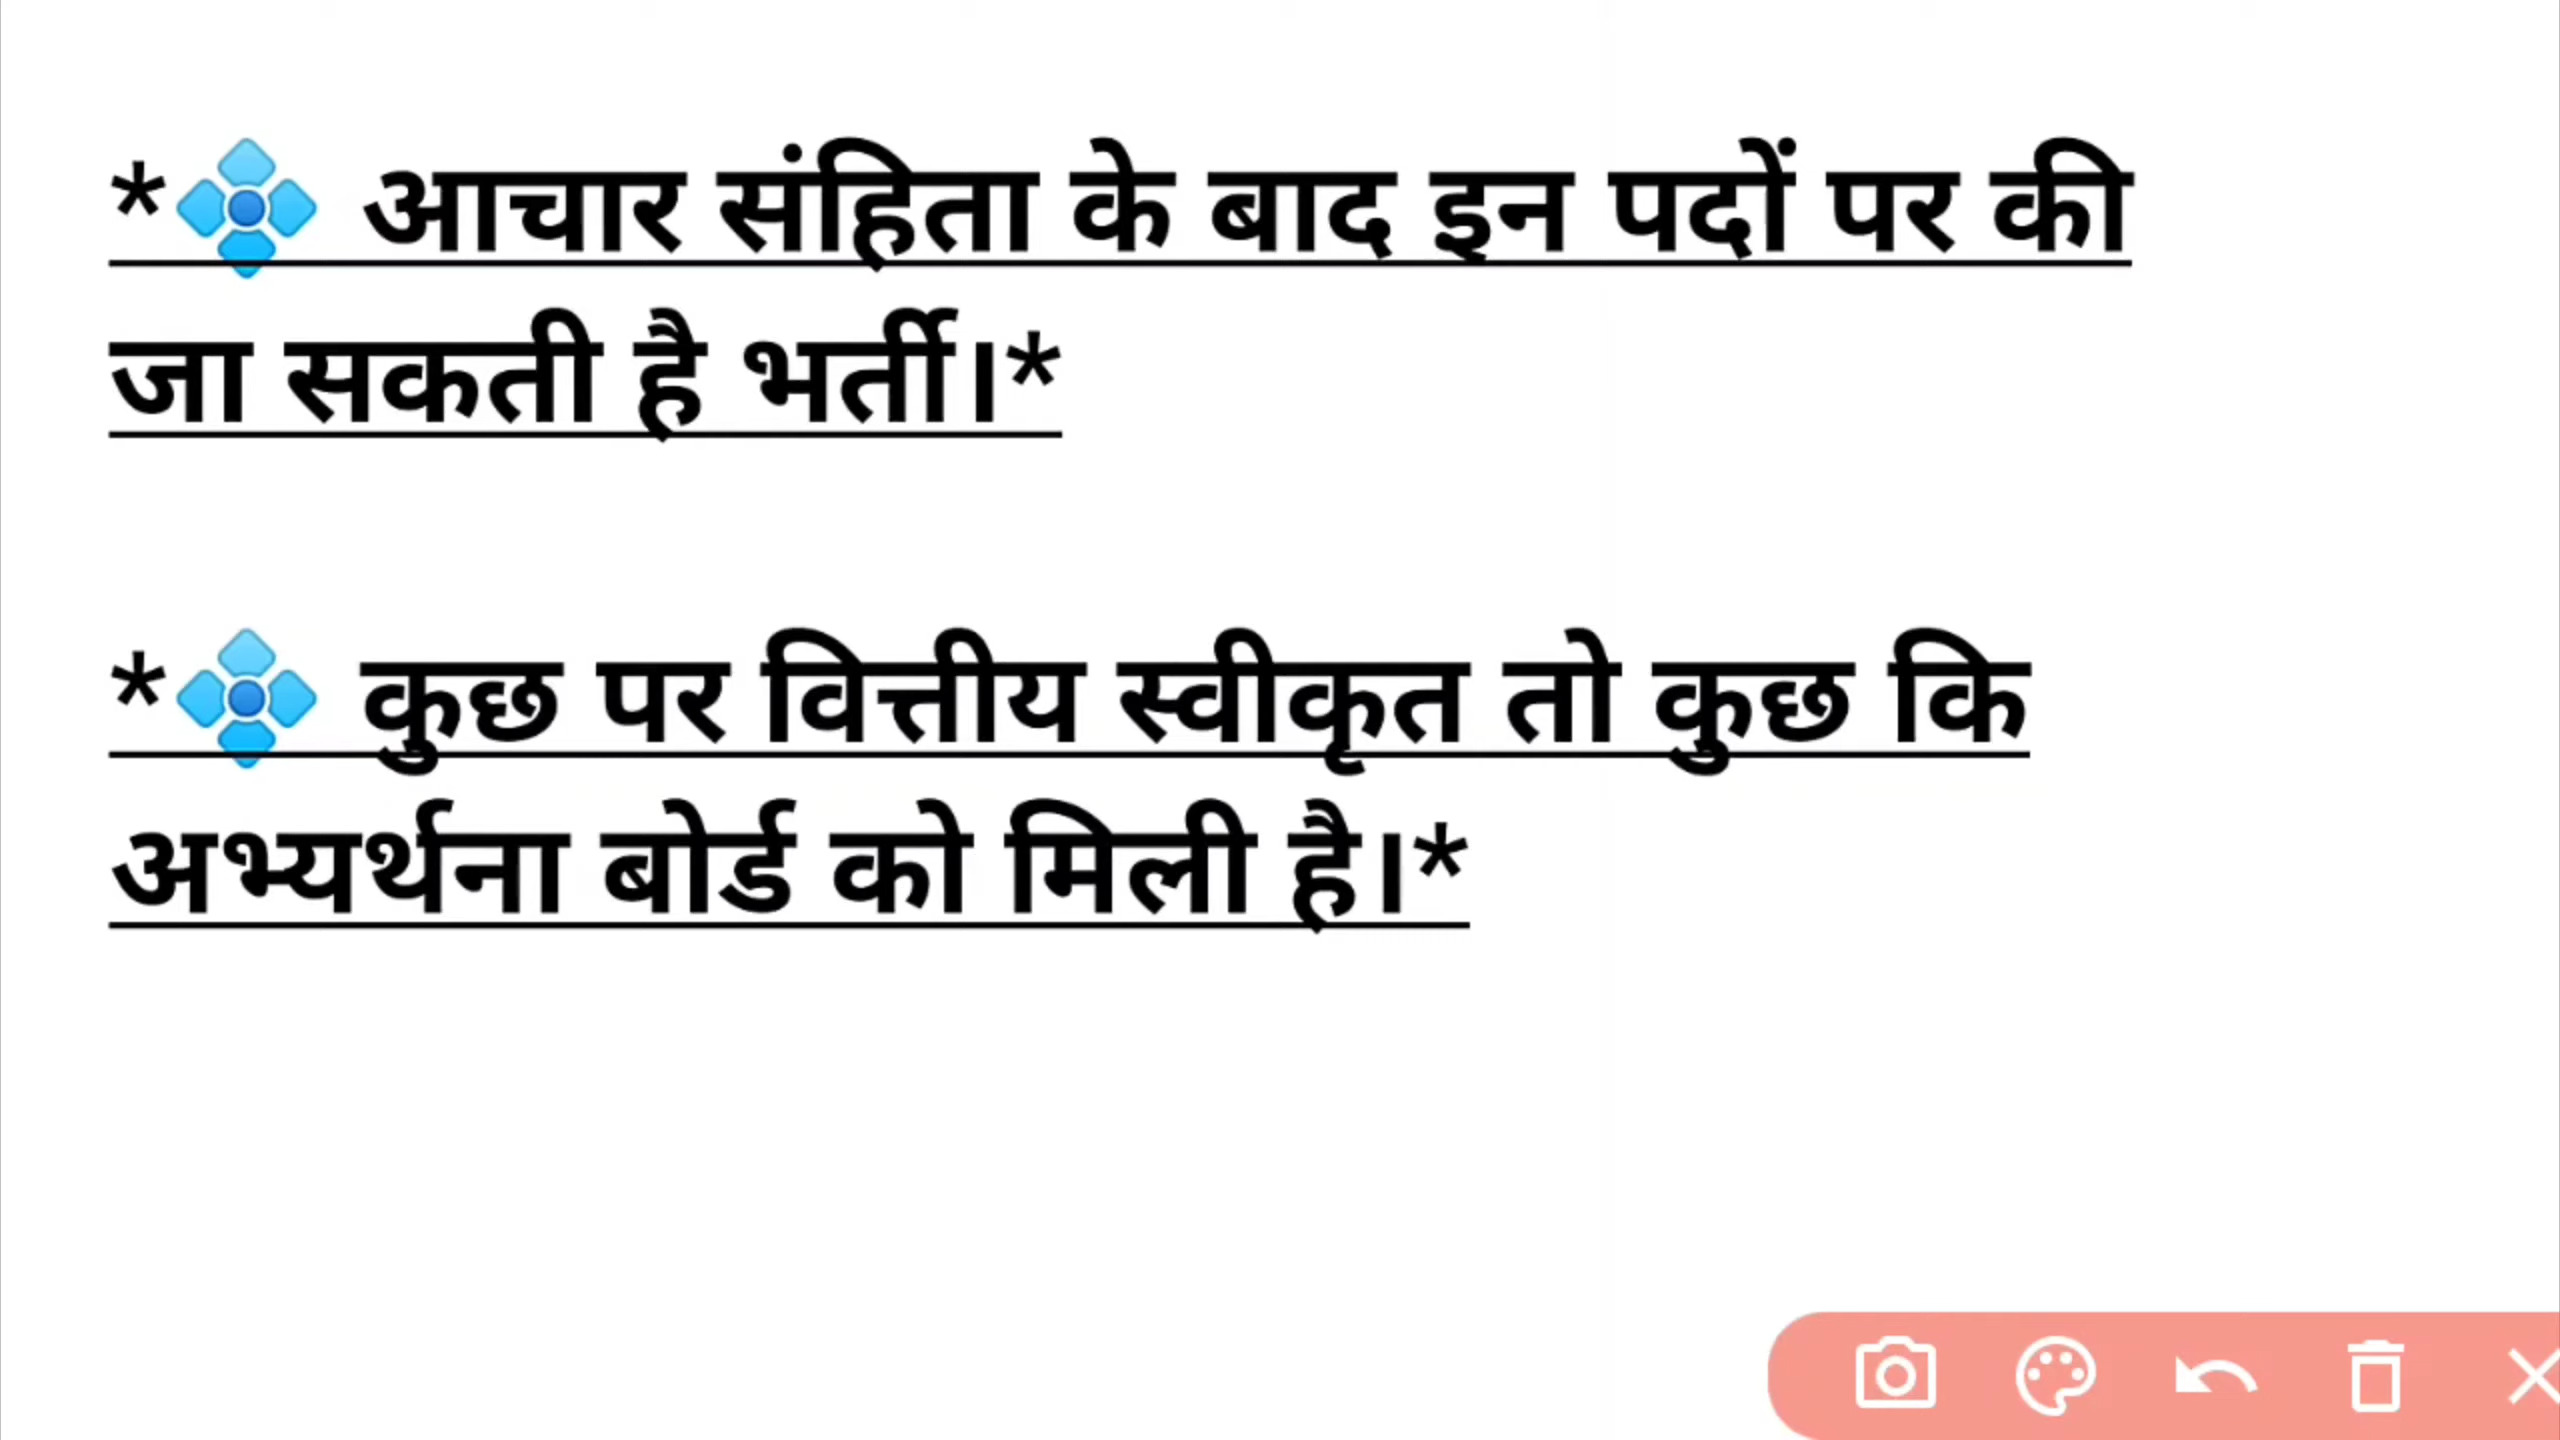 *💠 आचार संहिता के बाद इन पदों पर की
जा सकती है भर्ती।*
*💠 कुछ पर वित्तीय स्वीकृत तो कुछ कि
अभ्यर्थना बोर्ड को मिली है।*